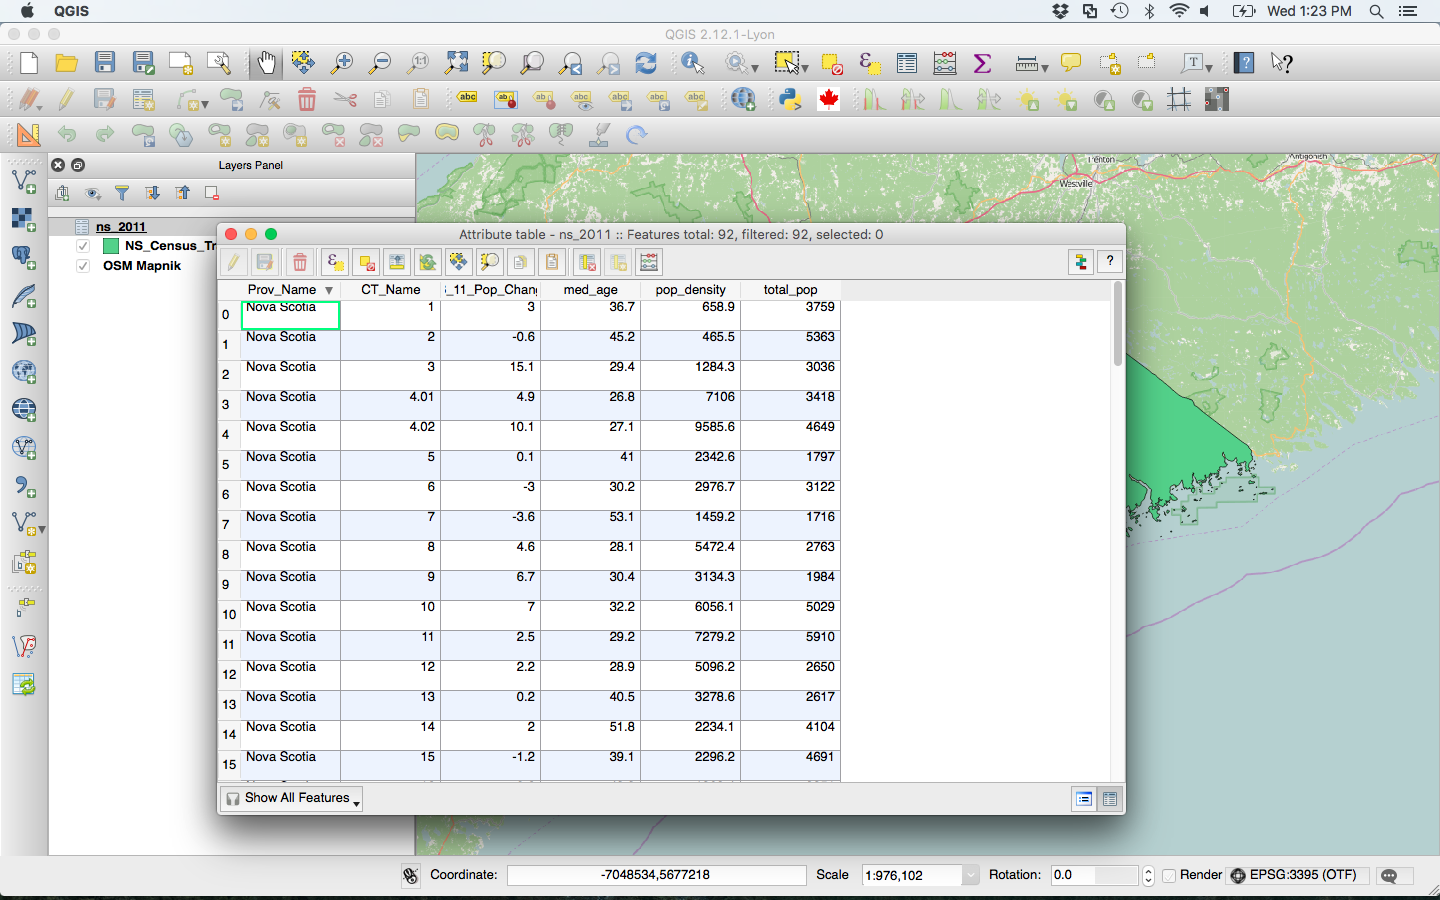 QGIS
Wed 1:23 PM
QGIS 2.12.1-Lyon
Layers Panel
ns_2011
NS_Census_Tr
OSM Mapnik
Trenton
Westville
Antigonish
Attribute table - ns_2011 :: Features total: 92, filtered: 92, selected: 0
Prov_Name CT_Name _11_Pop_Chang med_age pop_density total_pop
0 Nova Scotia 1 3 36.7 658.9 3759
1 Nova Scotia 2 -0.6 45.2 465.5 5363
2 Nova Scotia 3 15.1 29.4 1284.3 3036
3 Nova Scotia 4.01 4.9 26.8 7106 3418
4 Nova Scotia 4.02 10.1 27.1 9585.6 4649
5 Nova Scotia 5 0.1 41 2342.6 1797
6 Nova Scotia 6 -3 30.2 2976.7 3122
7 Nova Scotia 7 -3.6 53.1 1459.2 1716
8 Nova Scotia 8 4.6 28.1 5472.4 2763
9 Nova Scotia 9 6.7 30.4 3134.3 1984
10 Nova Scotia 10 7 32.2 6056.1 5029
11 Nova Scotia 11 2.5 29.2 7279.2 5910
12 Nova Scotia 12 2.2 28.9 5096.2 2650
13 Nova Scotia 13 0.2 40.5 3278.6 2617
14 Nova Scotia 14 2 51.8 2234.1 4104
15 Nova Scotia 15 -1.2 39.1 2296.2 4691
Show All Features
Coordinate: -7048534,5677218 Scale 1:976,102 Rotation: 0.0 Render EPSG:3395 (OTF)